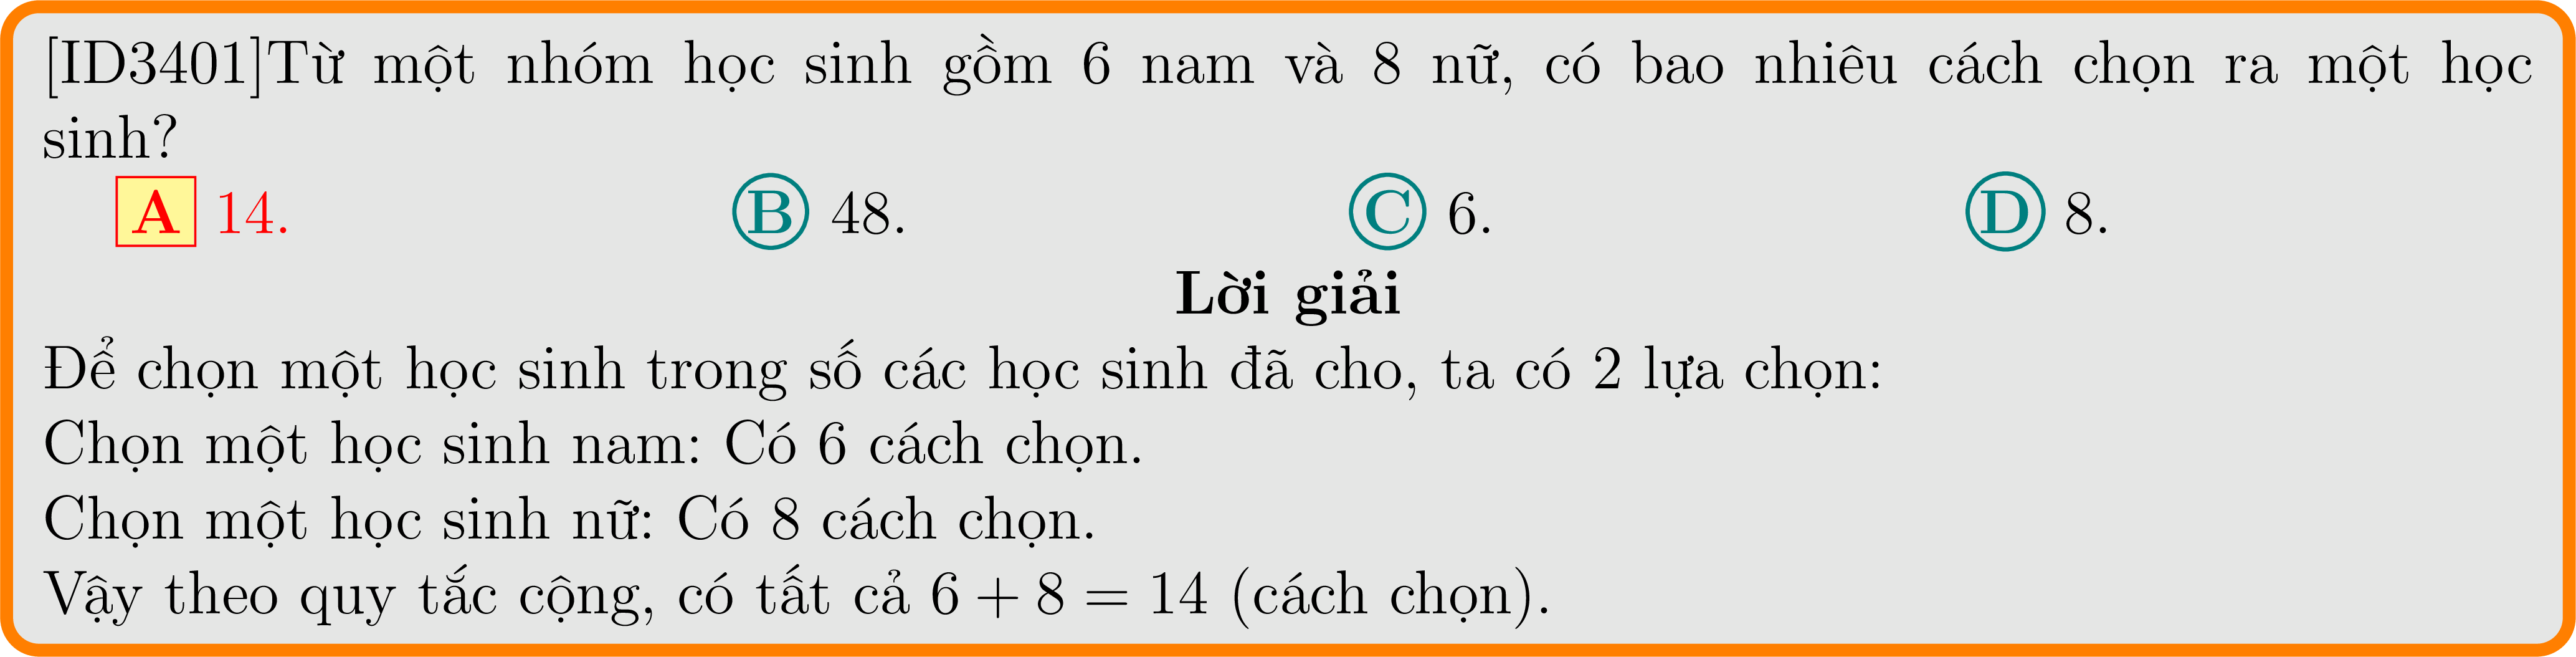 [ID3401]Từ một nhóm học sinh gồm 6 nam và 8 nữ, có bao nhiêu cách chọn ra một học
sinh?
A 14. B 48. C 6. D 8.
Lời giải
Để chọn một học sinh trong số các học sinh đã cho, ta có 2 lựa chọn:
Chọn một học sinh nam: Có 6 cách chọn.
Chọn một học sinh nữ: Có 8 cách chọn.
Vậy theo quy tắc cộng, có tất cả 6 + 8 = 14 (cách chọn).